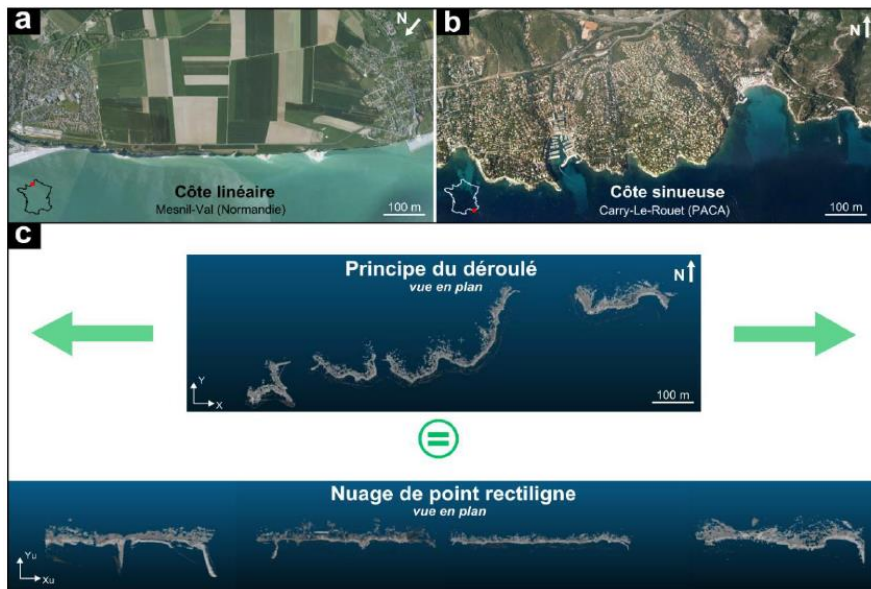 a
N
Côte linéaire
Mesnil-Val (Normandie)
100 m
b
N
Côte sinueuse
Carry-Le-Rouet (PACA)
100 m
c
Principe du déroulé
vue en plan
N
Y
X
100 m
=
Nuage de point rectiligne
vue en plan
Yu
Xu